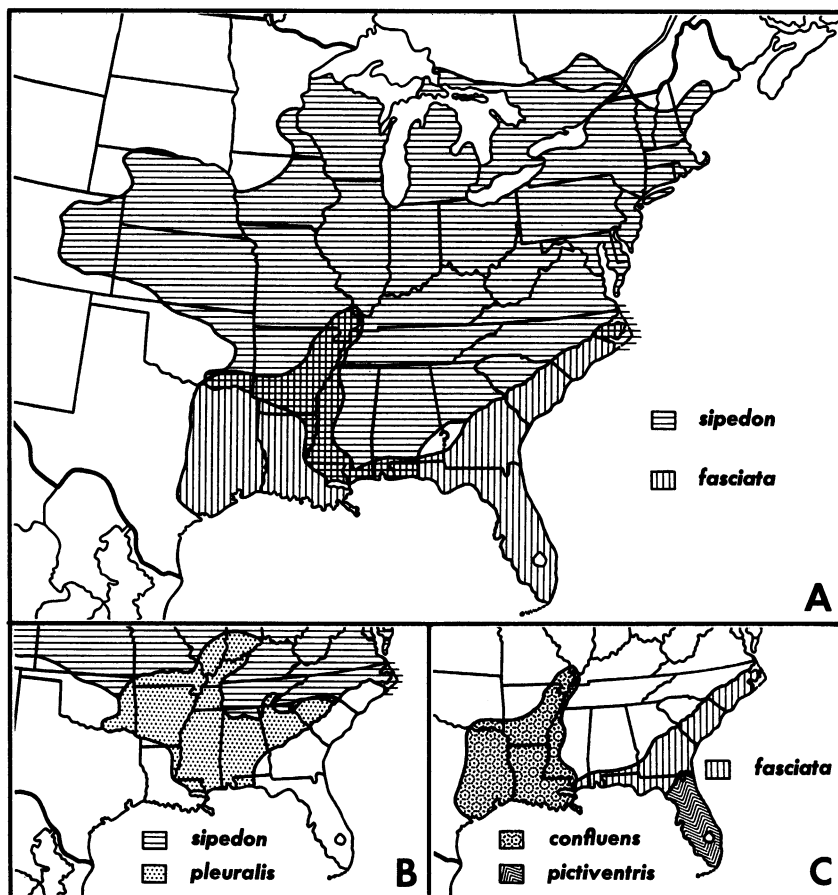 sipedon
fasciata
A
sipedon
pleuralis
B
fasciata
confluens
pictiventris
C